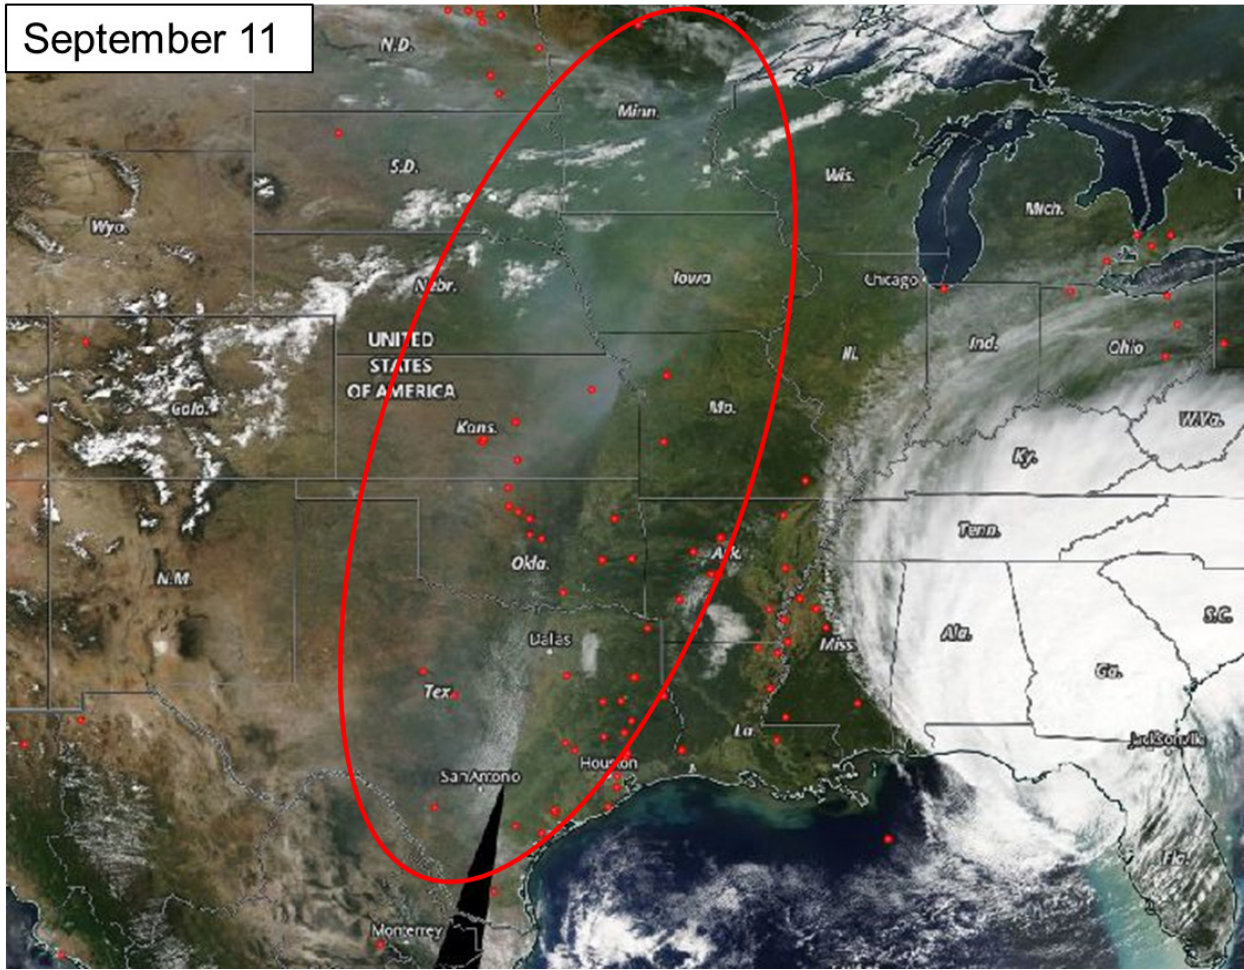 September 11
N.D.
Minn.
S.D.
Wis.
Mich.
Wyo.
Nebr.
Iowa
Chicago
UNITED
STATES
OF AMERICA
Ill.
Ind.
Ohio
Colo.
Kans.
Mo.
W.Va.
Ky.
Okla.
Ark.
Tenn.
N.M.
S.C.
Dallas
Miss.
Ala.
Ga.
Tex.
La.
Jacksonville
San Antonio
Houston
Fla.
Monterrey